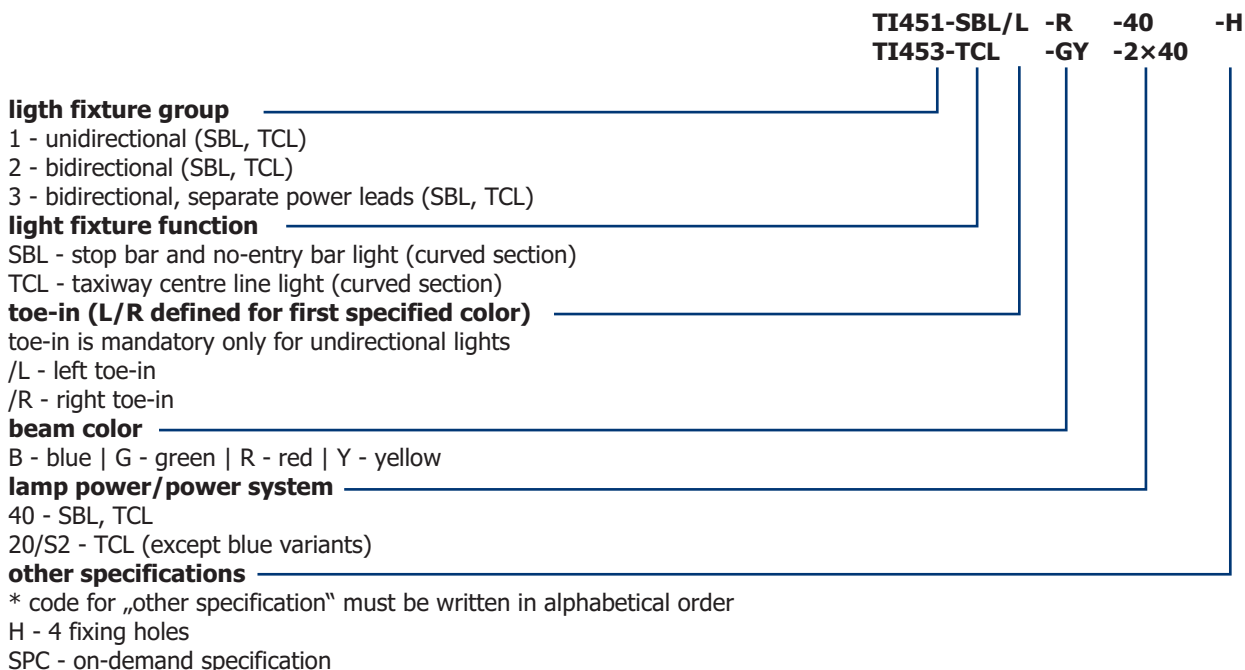 TI451-SBL/L -R -40 -H
TI453-TCL -GY -2×40
ligth fixture group
1 - unidirectional (SBL, TCL)
2 - bidirectional (SBL, TCL)
3 - bidirectional, separate power leads (SBL, TCL)
light fixture function
SBL - stop bar and no-entry bar light (curved section)
TCL - taxiway centre line light (curved section)
toe-in (L/R defined for first specified color)
toe-in is mandatory only for undirectional lights
/L - left toe-in
/R - right toe-in
beam color
B - blue | G - green | R - red | Y - yellow
lamp power/power system
40 - SBL, TCL
20/S2 - TCL (except blue variants)
other specifications
* code for „other specification“ must be written in alphabetical order
H - 4 fixing holes
SPC - on-demand specification